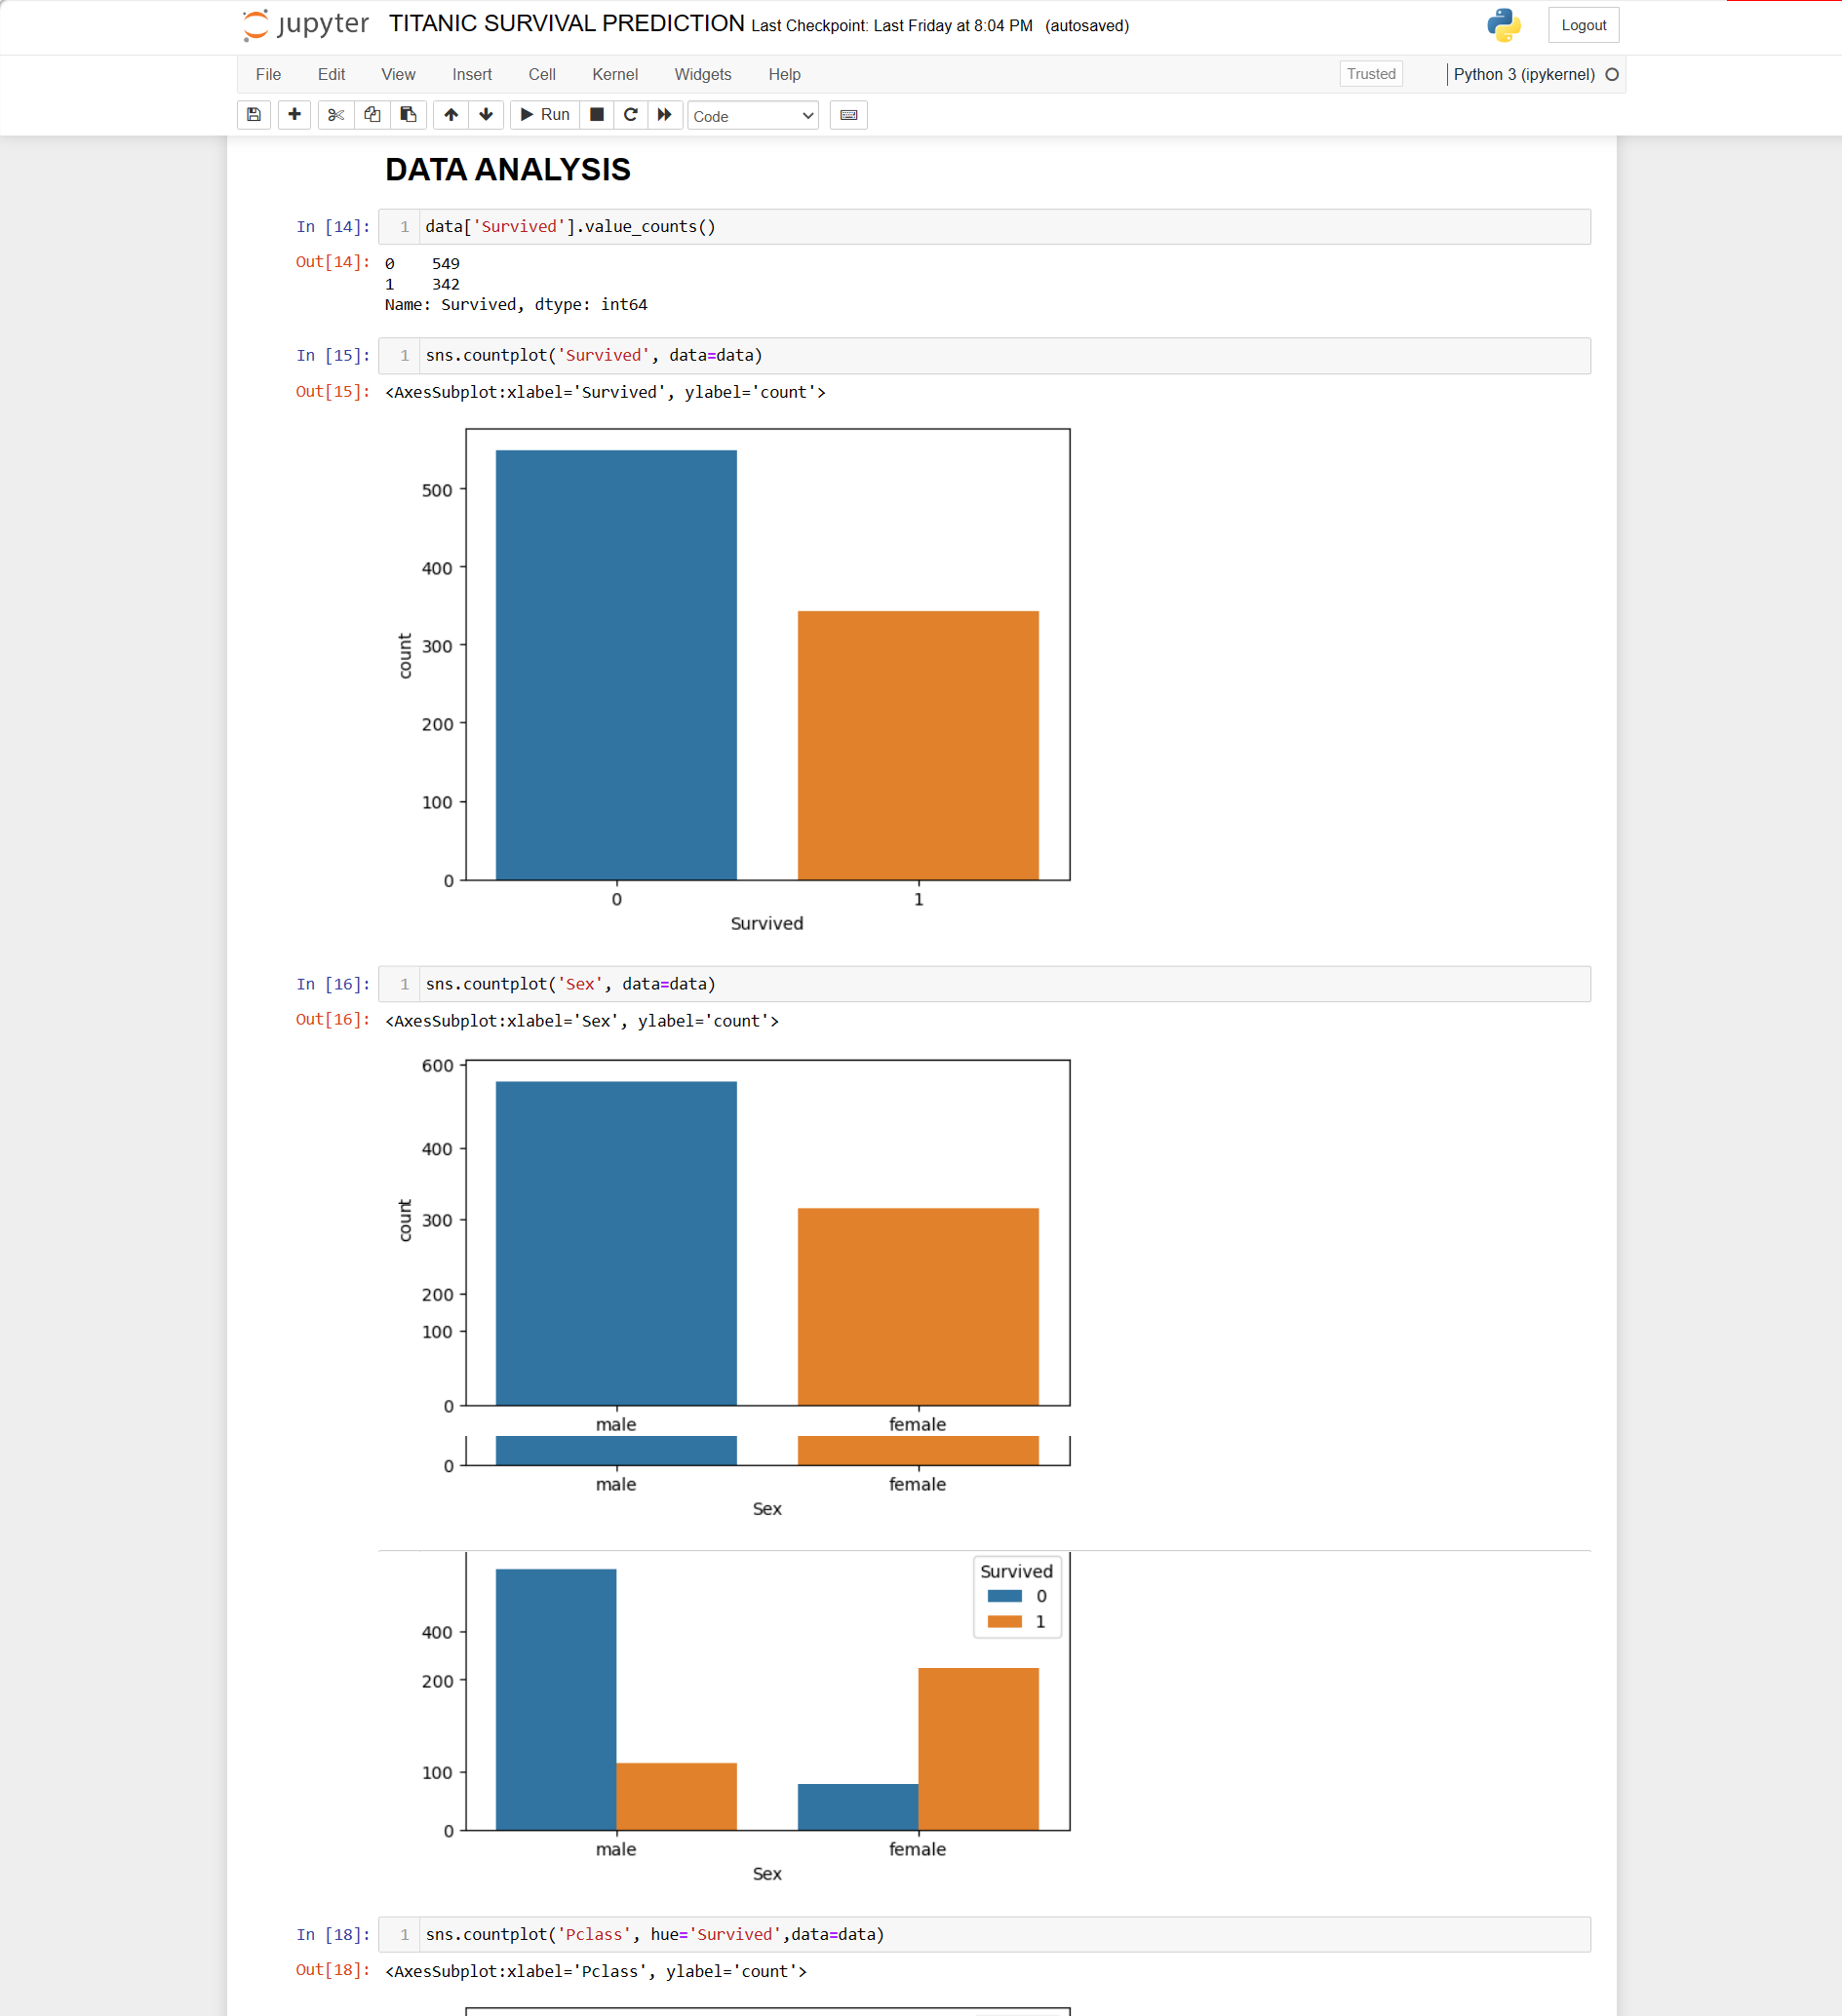 jupyter TITANIC SURVIVAL PREDICTION Last Checkpoint: Last Friday at 8:04 PM (autosaved) Logout
File Edit View Insert Cell Kernel Widgets Help Trusted Python 3 (ipykernel)
Run Code
DATA ANALYSIS
In [14]: 1 data['Survived'].value_counts()
Out[14]: 0 549
1 342
Name: Survived, dtype: int64
In [15]: 1 sns.countplot('Survived', data=data)
Out[15]: <AxesSubplot:xlabel='Survived', ylabel='count'>
500
400
300
200
100
0
count
0 1
Survived
In [16]: 1 sns.countplot('Sex', data=data)
Out[16]: <AxesSubplot:xlabel='Sex', ylabel='count'>
600
400
300
200
100
0
count
male female
0
male female
Sex
Survived
0
1
400
200
100
0
male female
Sex
In [18]: 1 sns.countplot('Pclass', hue='Survived',data=data)
Out[18]: <AxesSubplot:xlabel='Pclass', ylabel='count'>